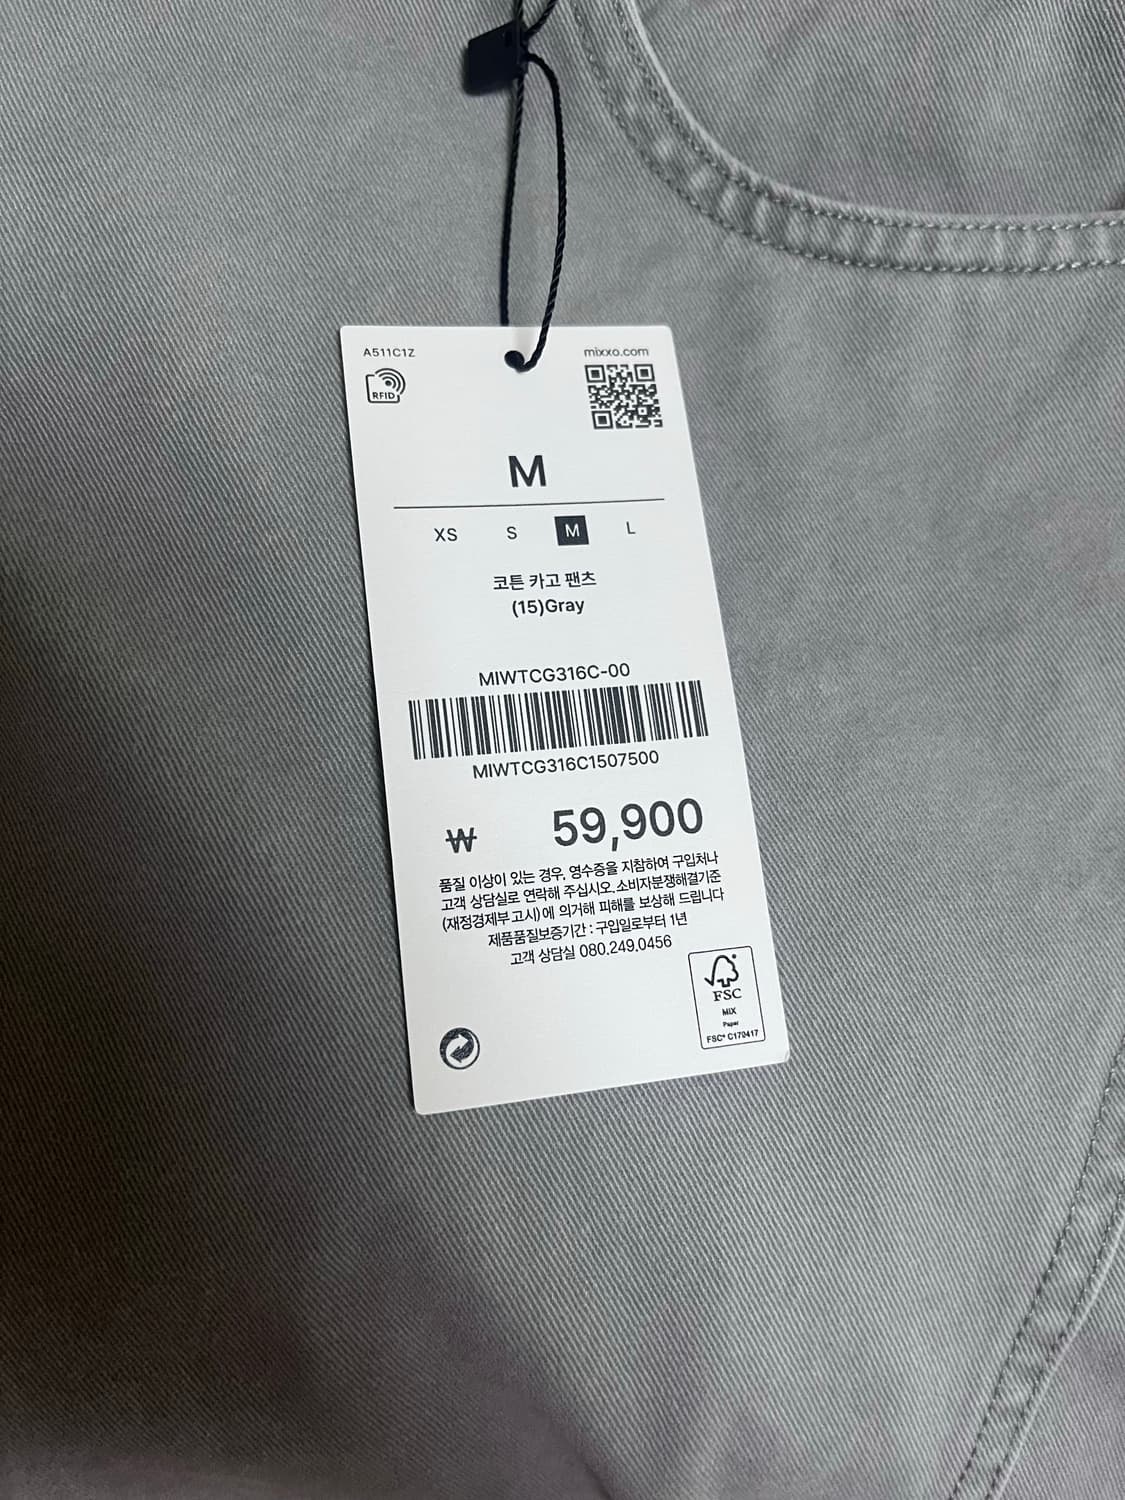 A511C1Z
mixxo.com
RFID
M
XS S M L
코튼 카고 팬츠
(15)Gray
MIWTCG316C-00
MIWTCG316C1507500
₩ 59,900
품질 이상이 있는 경우, 영수증을 지참하여 구입처나
고객 상담실로 연락해 주십시오. 소비자분쟁해결기준
(재정경제부 고시)에 의거해 피해를 보상해 드립니다
제품품질보증기간 : 구입일로부터 1년
고객 상담실 080.249.0456
FSC
MIX
Paper
FSC® C170417